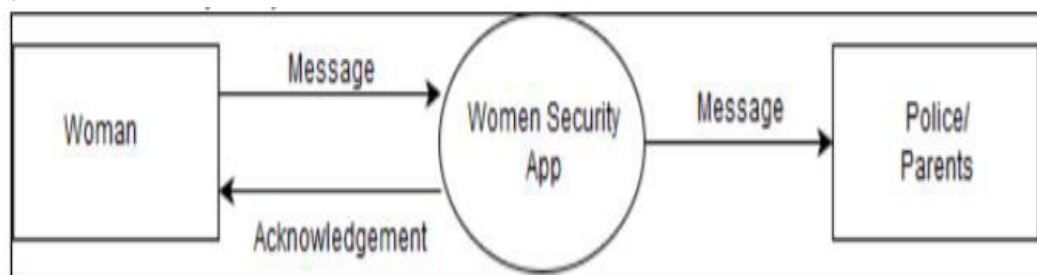 Message
Woman
Women Security
App
Message
Police/
Parents
Acknowledgement